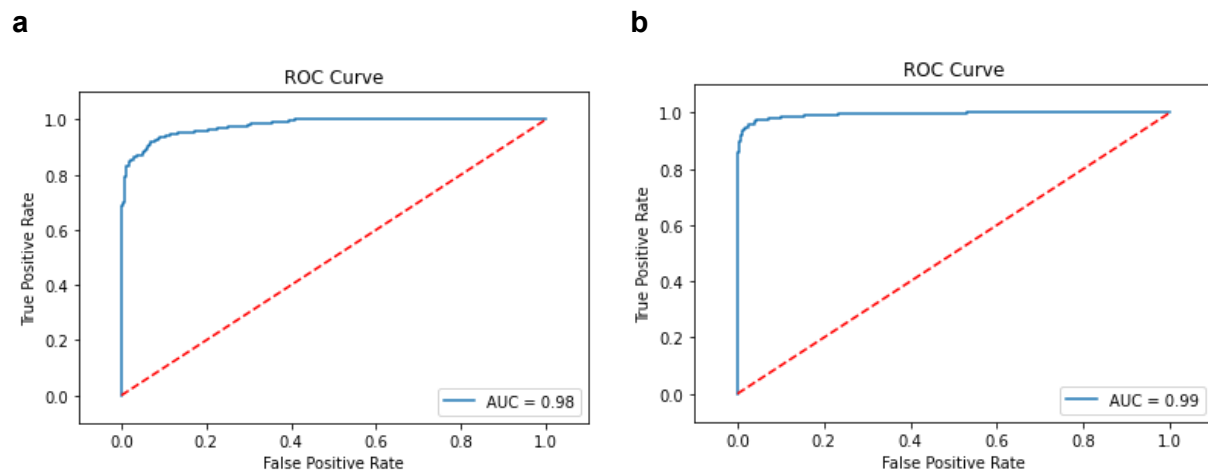 a
ROC Curve
1.0
0.8
0.6
0.4
0.2
0.0
True Positive Rate
0.0 0.2 0.4 0.6 0.8 1.0
False Positive Rate
AUC = 0.98
b
ROC Curve
1.0
0.8
0.6
0.4
0.2
0.0
True Positive Rate
0.0 0.2 0.4 0.6 0.8 1.0
False Positive Rate
AUC = 0.99